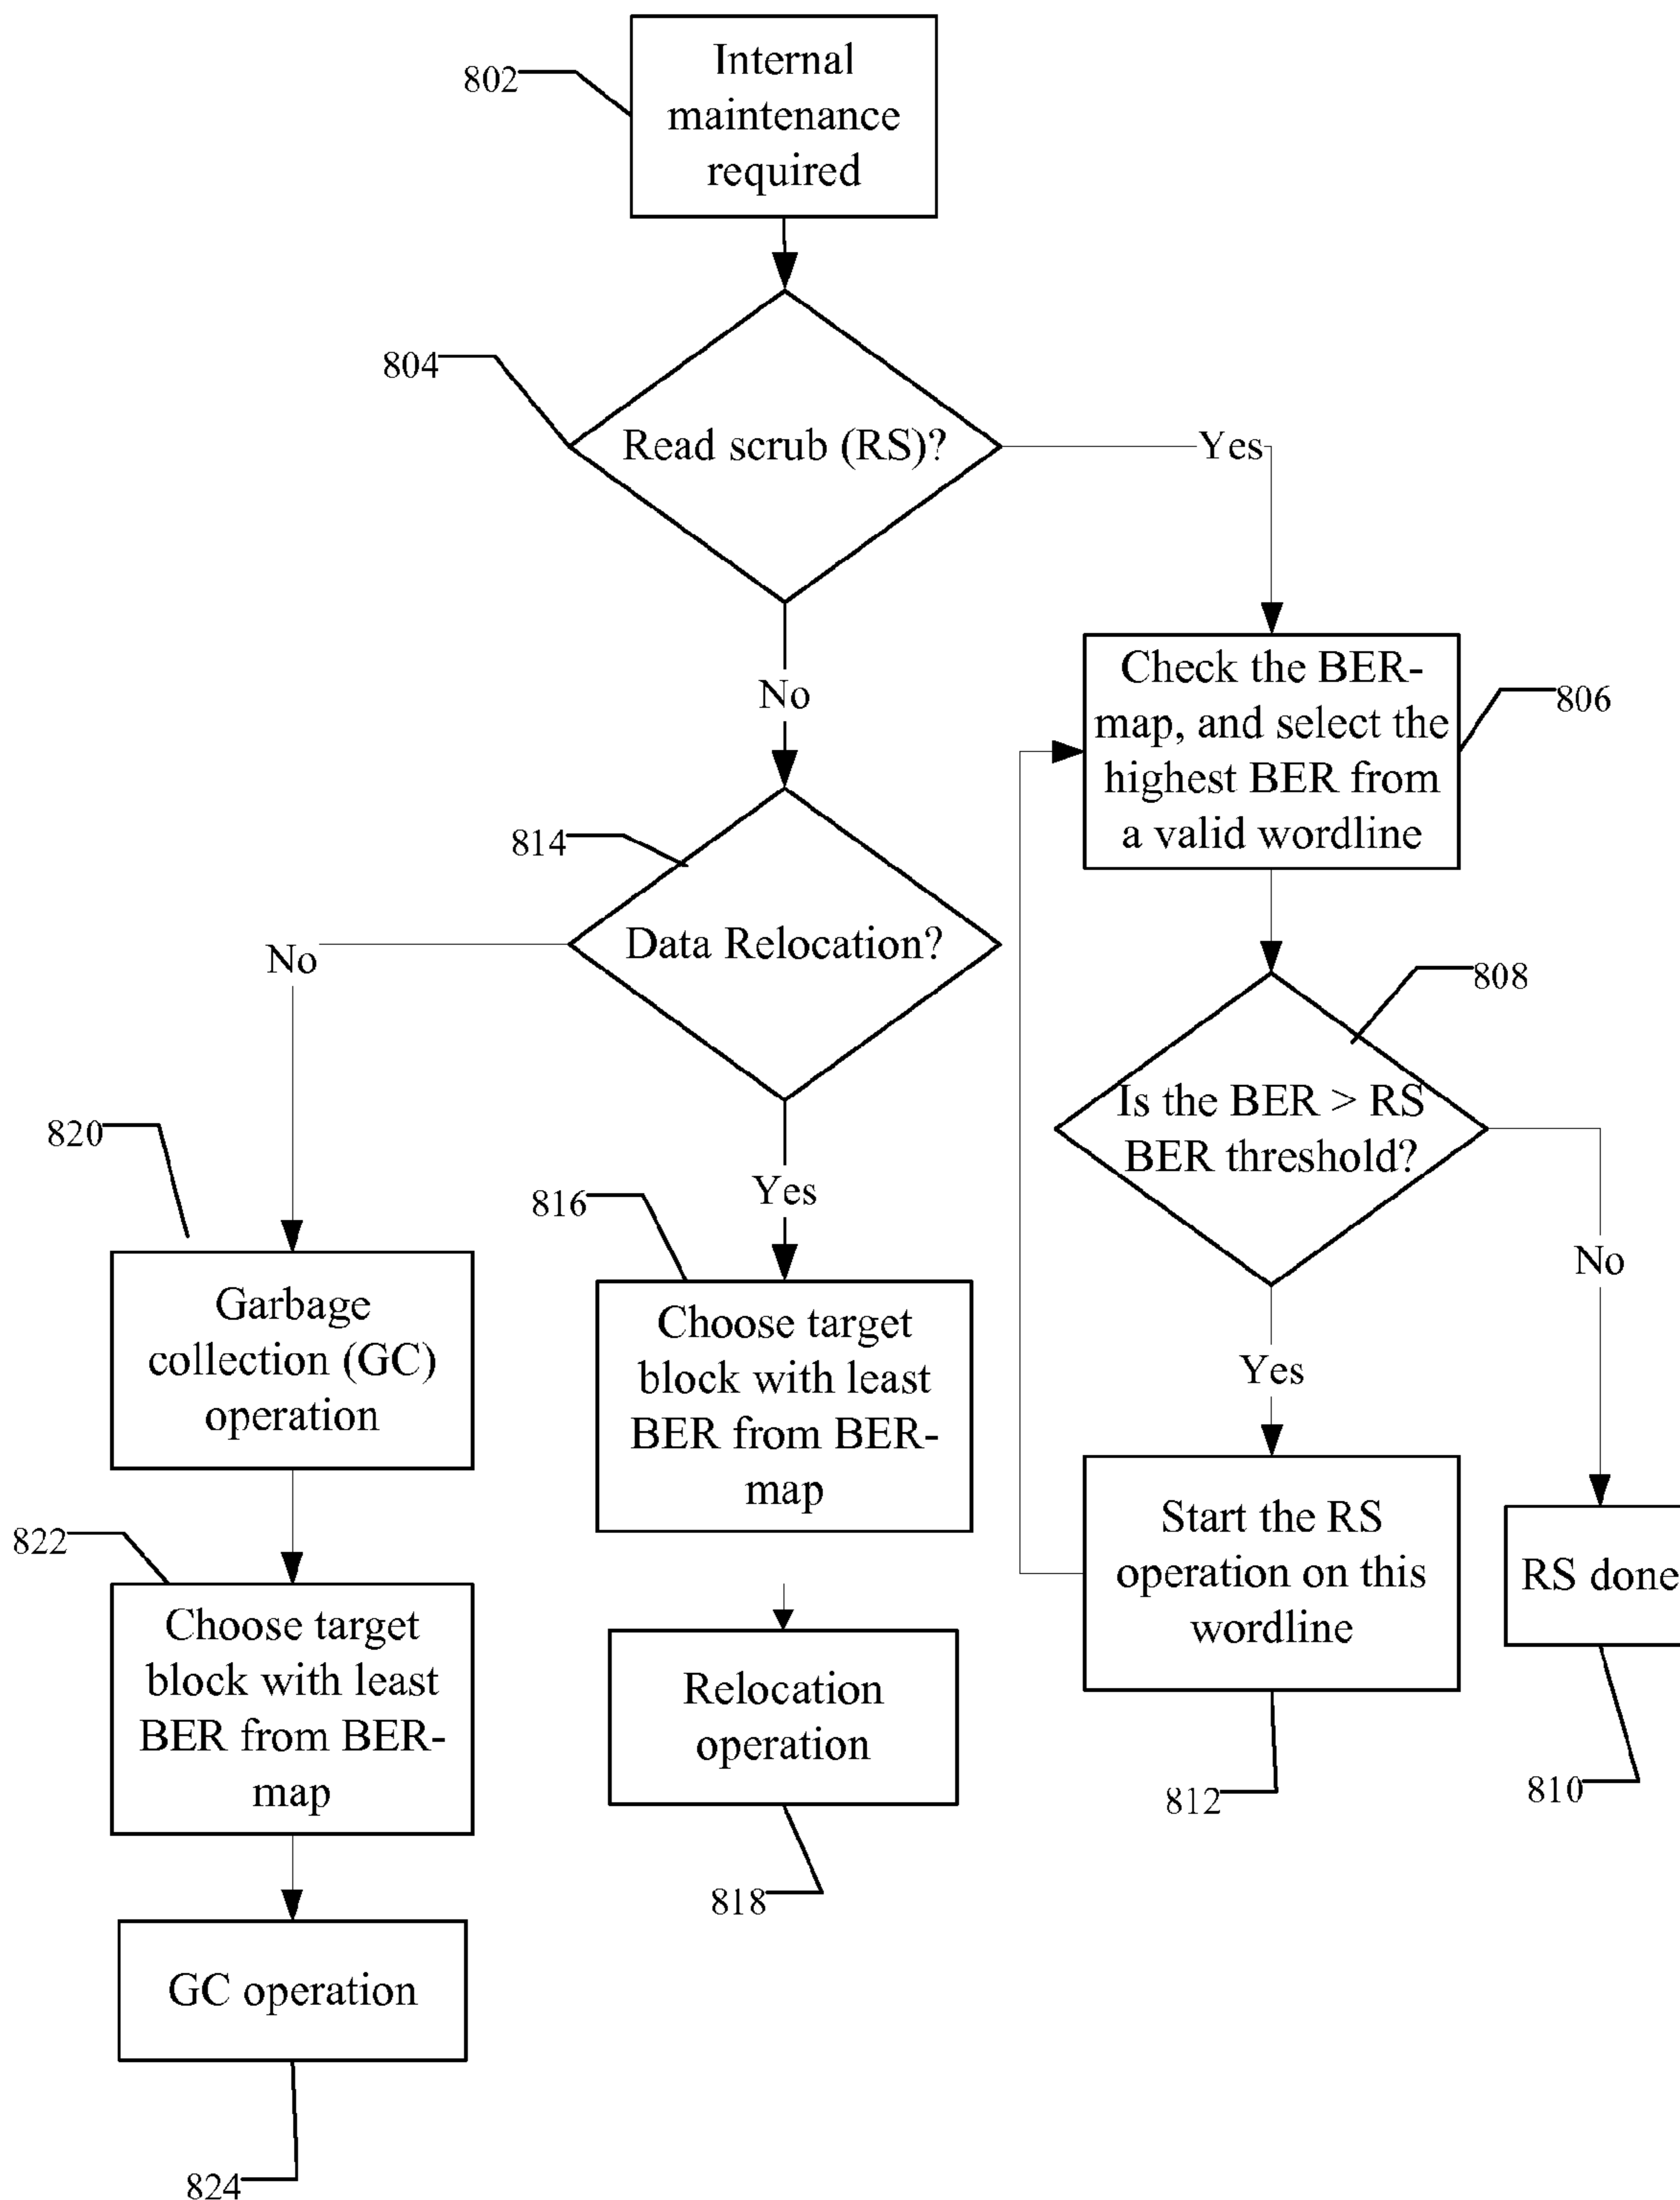 Internal
maintenance
required
802
804
Read scrub (RS)?
Yes
No
Check the BER-
map, and select the
highest BER from
a valid wordline
806
814
Data Relocation?
No
808
Is the BER > RS
BER threshold?
820
Yes
816
No
Garbage
collection (GC)
operation
Choose target
block with least
BER from BER-
map
Yes
822
Start the RS
operation on this
wordline
RS done
Choose target
block with least
BER from BER-
map
Relocation
operation
812
810
818
GC operation
824